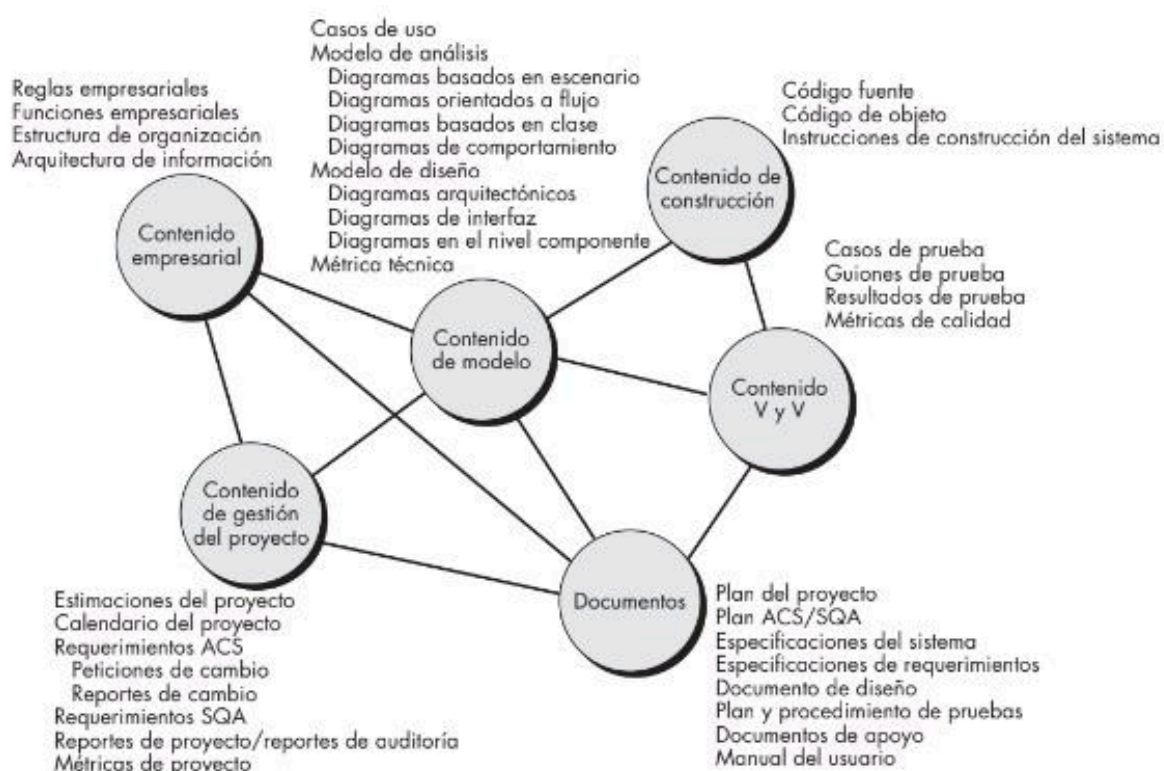 Reglas empresariales
Funciones empresariales
Estructura de organización
Arquitectura de información
Contenido
empresarial
Casos de uso
Modelo de análisis
Diagramas basados en escenario
Diagramas orientados a flujo
Diagramas basados en clase
Diagramas de comportamiento
Modelo de diseño
Diagramas arquitectónicos
Diagramas de interfaz
Diagramas en el nivel componente
Métrica técnica
Contenido
de modelo
Código fuente
Código de objeto
Instrucciones de construcción del sistema
Contenido de
construcción
Casos de prueba
Guiones de prueba
Resultados de prueba
Métricas de calidad
Contenido
V y V
Contenido
de gestión
del proyecto
Estimaciones del proyecto
Calendario del proyecto
Requerimientos ACS
Peticiones de cambio
Reportes de cambio
Requerimientos SQA
Reportes de proyecto/reportes de auditoría
Métricas de proyecto
Documentos
Plan del proyecto
Plan ACS/SQA
Especificaciones del sistema
Especificaciones de requerimientos
Documento de diseño
Plan y procedimiento de pruebas
Documentos de apoyo
Manual del usuario